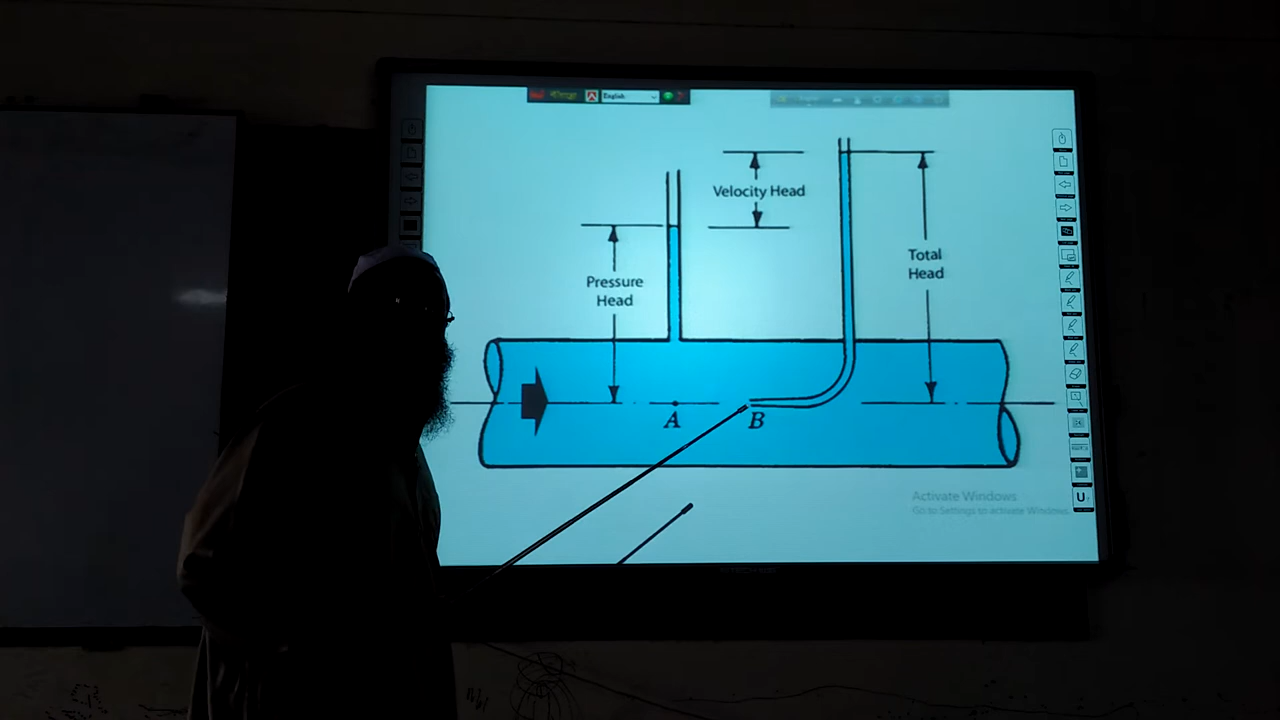 English
Velocity Head
Pressure
Head
Total
Head
A
B
Activate Windows
Go to Settings to activate Windows.
U